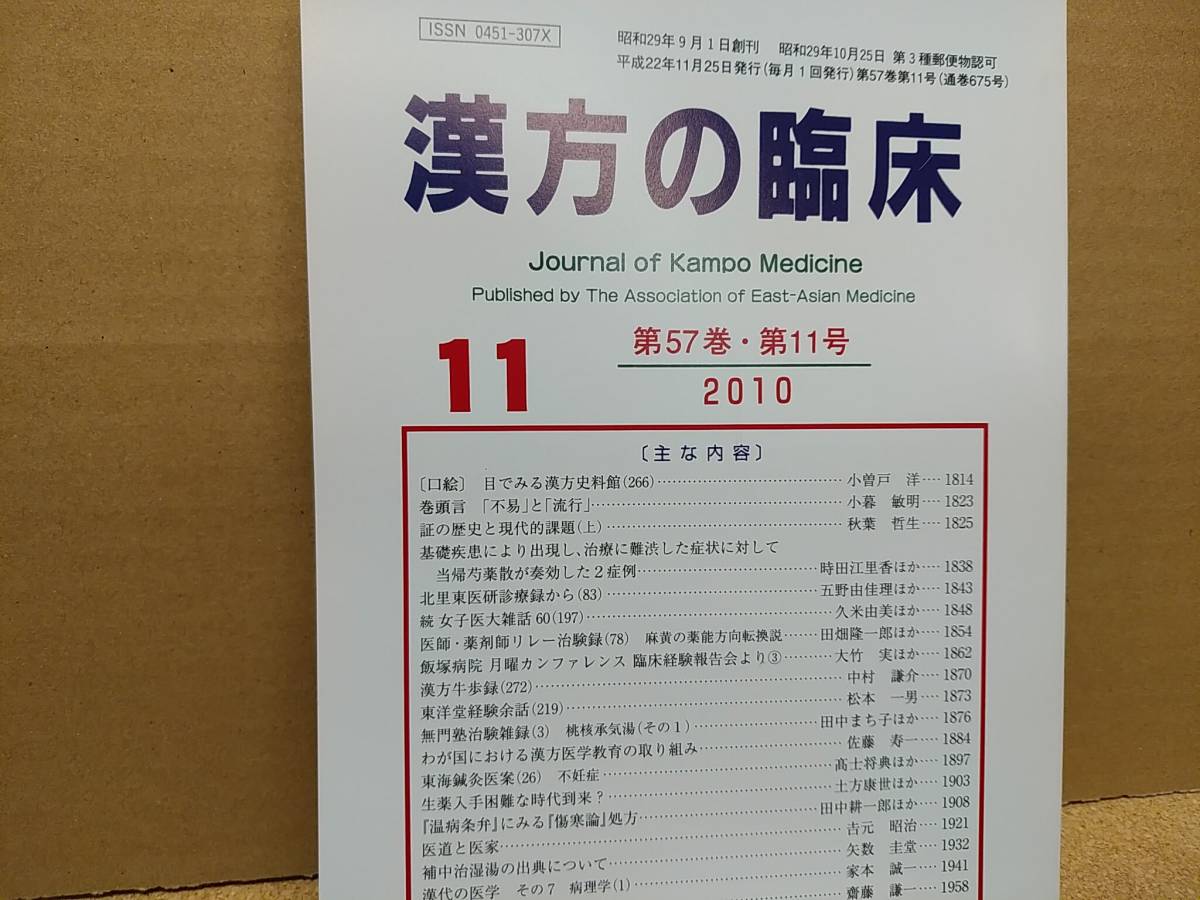 ISSN 0451-307X
昭和29年9月1日創刊 昭和29年10月25日 第3種郵便物認可
平成22年11月25日発行(毎月1回発行)第57巻第11号(通巻675号)
漢方の臨床
Journal of Kampo Medicine
Published by The Association of East-Asian Medicine
11
第57巻・第11号
2010
〔主な内容〕
〔口絵〕 目でみる漢方史料館(266)……小曽戸 洋……1814
巻頭言 「不易」と「流行」……小暮 敏明……1823
証の歴史と現代的課題(上)……秋葉 哲生……1825
基礎疾患により出現し、治療に難渋した症状に対して
当帰芍薬散が奏効した2症例……時田江里香ほか……1838
北里東医研診療録から(83)……五野由佳理ほか……1843
続 女子医大雑話60(197)……久米由美ほか……1848
医師・薬剤師リレー治験録(78) 麻黄の薬能方向転換説……田畑隆一郎ほか……1854
飯塚病院 月曜カンファレンス 臨床経験報告会より③……大竹 実ほか……1862
漢方牛歩録(272)……中村 謙介……1870
東洋堂経験余話(219)……松本 一男……1873
無門塾治験雑録(3) 桃核承気湯(その1)……田中まち子ほか……1876
わが国における漢方医学教育の取り組み……佐藤 寿一……1884
東海鍼灸医案(26) 不妊症……髙士将典ほか……1897
生薬入手困難な時代到来？……土方康世ほか……1903
『温病条弁』にみる『傷寒論』処方……田中耕一郎ほか……1908
医道と医家……吉元 昭治……1921
補中治湿湯の出典について……矢数 圭堂……1932
漢代の医学 その7 病理学(1)……家本 誠一……1941
齋藤 謙一……1958